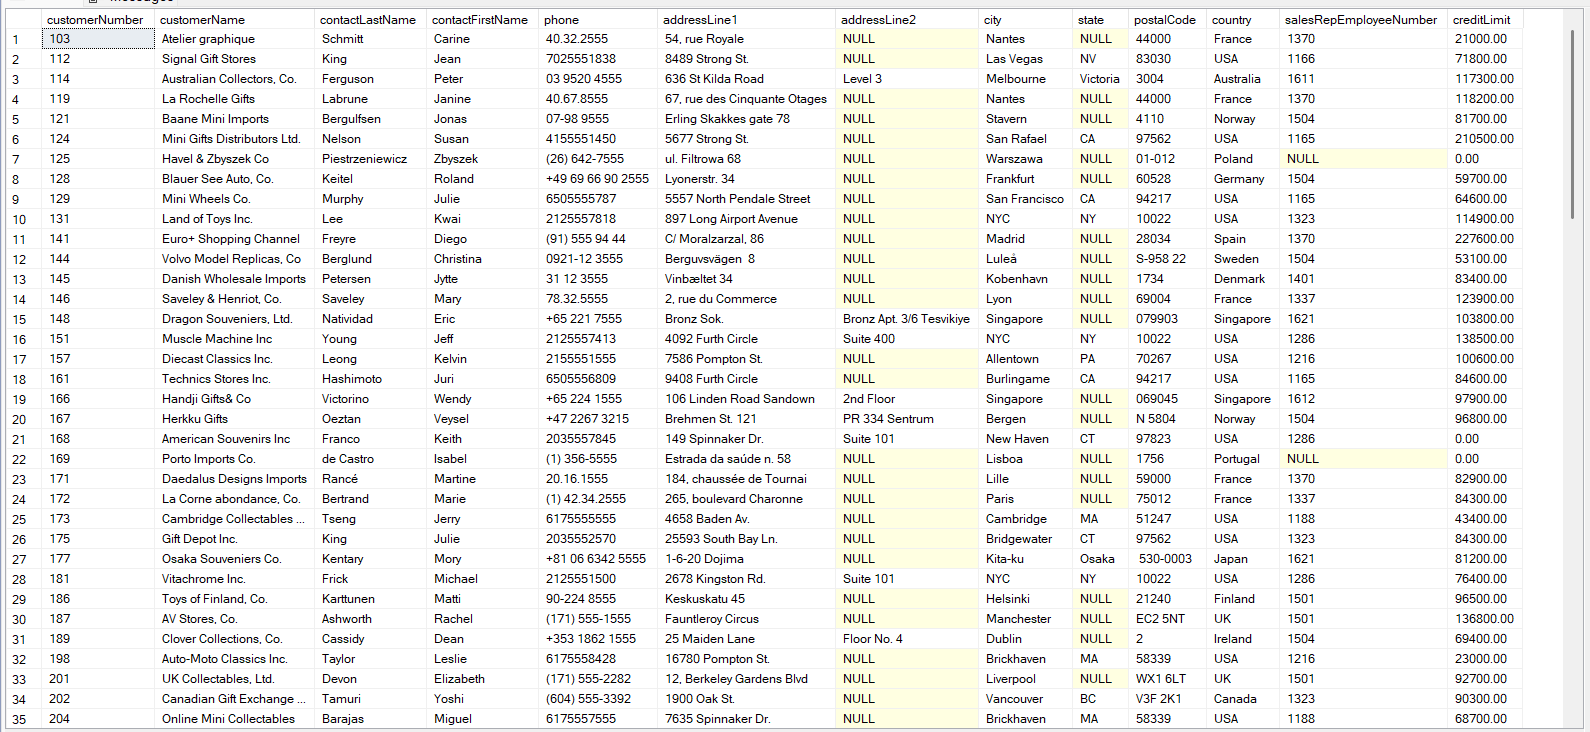 customerNumber customerName contactLastName contactFirstName phone addressLine1 addressLine2 city state postalCode country salesRepEmployeeNumber creditLimit
1 103 Atelier graphique Schmitt Carine 40.32.2555 54, rue Royale NULL Nantes NULL 44000 France 1370 21000.00
2 112 Signal Gift Stores King Jean 7025551838 8489 Strong St. NULL Las Vegas NV 83030 USA 1166 71800.00
3 114 Australian Collectors, Co. Ferguson Peter 03 9520 4555 636 St Kilda Road Level 3 Melbourne Victoria 3004 Australia 1611 117300.00
4 119 La Rochelle Gifts Labrune Janine 40.67.8555 67, rue des Cinquante Otages NULL Nantes NULL 44000 France 1370 118200.00
5 121 Baane Mini Imports Bergulfsen Jonas 07-98 9555 Erling Skakkes gate 78 NULL Stavern NULL 4110 Norway 1504 81700.00
6 124 Mini Gifts Distributors Ltd. Nelson Susan 4155551450 5677 Strong St. NULL San Rafael CA 97562 USA 1165 210500.00
7 125 Havel & Zbyszek Co Piestrzeniewicz Zbyszek (26) 642-7555 ul. Filtrowa 68 NULL Warszawa NULL 01-012 Poland NULL 0.00
8 128 Blauer See Auto, Co. Keitel Roland +49 69 66 90 2555 Lyonerstr. 34 NULL Frankfurt NULL 60528 Germany 1504 59700.00
9 129 Mini Wheels Co. Murphy Julie 6505555787 5557 North Pendale Street NULL San Francisco CA 94217 USA 1165 64600.00
10 131 Land of Toys Inc. Lee Kwai 2125557818 897 Long Airport Avenue NULL NYC NY 10022 USA 1323 114900.00
11 141 Euro+ Shopping Channel Freyre Diego (91) 555 94 44 C/ Moralzarzal, 86 NULL Madrid NULL 28034 Spain 1370 227600.00
12 144 Volvo Model Replicas, Co Berglund Christina 0921-12 3555 Berguvsvägen  8 NULL Luleå NULL S-958 22 Sweden 1504 53100.00
13 145 Danish Wholesale Imports Petersen Jytte 31 12 3555 Vinbæltet 34 NULL Kobenhavn NULL 1734 Denmark 1401 83400.00
14 146 Saveley & Henriot, Co. Saveley Mary 78.32.5555 2, rue du Commerce NULL Lyon NULL 69004 France 1337 123900.00
15 148 Dragon Souveniers, Ltd. Natividad Eric +65 221 7555 Bronz Sok. Bronz Apt. 3/6 Tesvikiye Singapore NULL 079903 Singapore 1621 103800.00
16 151 Muscle Machine Inc Young Jeff 2125557413 4092 Furth Circle Suite 400 NYC NY 10022 USA 1286 138500.00
17 157 Diecast Classics Inc. Leong Kelvin 2155551555 7586 Pompton St. NULL Allentown PA 70267 USA 1216 100600.00
18 161 Technics Stores Inc. Hashimoto Juri 6505556809 9408 Furth Circle NULL Burlingame CA 94217 USA 1165 84600.00
19 166 Handji Gifts& Co Victorino Wendy +65 224 1555 106 Linden Road Sandown 2nd Floor Singapore NULL 069045 Singapore 1612 97900.00
20 167 Herkku Gifts Oeztan Veysel +47 2267 3215 Brehmen St. 121 PR 334 Sentrum Bergen NULL N 5804 Norway 1504 96800.00
21 168 American Souvenirs Inc Franco Keith 2035557845 149 Spinnaker Dr. Suite 101 New Haven CT 97823 USA 1286 0.00
22 169 Porto Imports Co. de Castro Isabel (1) 356-5555 Estrada da saúde n. 58 NULL Lisboa NULL 1756 Portugal NULL 0.00
23 171 Daedalus Designs Imports Rancé Martine 20.16.1555 184, chaussée de Tournai NULL Lille NULL 59000 France 1370 82900.00
24 172 La Corne abondance, Co. Bertrand Marie (1) 42.34.2555 265, boulevard Charonne NULL Paris NULL 75012 France 1337 84300.00
25 173 Cambridge Collectables ... Tseng Jerry 6175555555 4658 Baden Av. NULL Cambridge MA 51247 USA 1188 43400.00
26 175 Gift Depot Inc. King Julie 2035552570 25593 South Bay Ln. NULL Bridgewater CT 97562 USA 1323 84300.00
27 177 Osaka Souveniers Co. Kentary Mory +81 06 6342 5555 1-6-20 Dojima NULL Kita-ku Osaka 530-0003 Japan 1621 81200.00
28 181 Vitachrome Inc. Frick Michael 2125551500 2678 Kingston Rd. Suite 101 NYC NY 10022 USA 1286 76400.00
29 186 Toys of Finland, Co. Karttunen Matti 90-224 8555 Keskuskatu 45 NULL Helsinki NULL 21240 Finland 1501 96500.00
30 187 AV Stores, Co. Ashworth Rachel (171) 555-1555 Fauntleroy Circus NULL Manchester NULL EC2 5NT UK 1501 136800.00
31 189 Clover Collections, Co. Cassidy Dean +353 1862 1555 25 Maiden Lane Floor No. 4 Dublin NULL 2 Ireland 1504 69400.00
32 198 Auto-Moto Classics Inc. Taylor Leslie 6175558428 16780 Pompton St. NULL Brickhaven MA 58339 USA 1216 23000.00
33 201 UK Collectables, Ltd. Devon Elizabeth (171) 555-2282 12, Berkeley Gardens Blvd NULL Liverpool NULL WX1 6LT UK 1501 92700.00
34 202 Canadian Gift Exchange ... Tamuri Yoshi (604) 555-3392 1900 Oak St. NULL Vancouver BC V3F 2K1 Canada 1323 90300.00
35 204 Online Mini Collectables Barajas Miguel 6175557555 7635 Spinnaker Dr. NULL Brickhaven MA 58339 USA 1188 68700.00